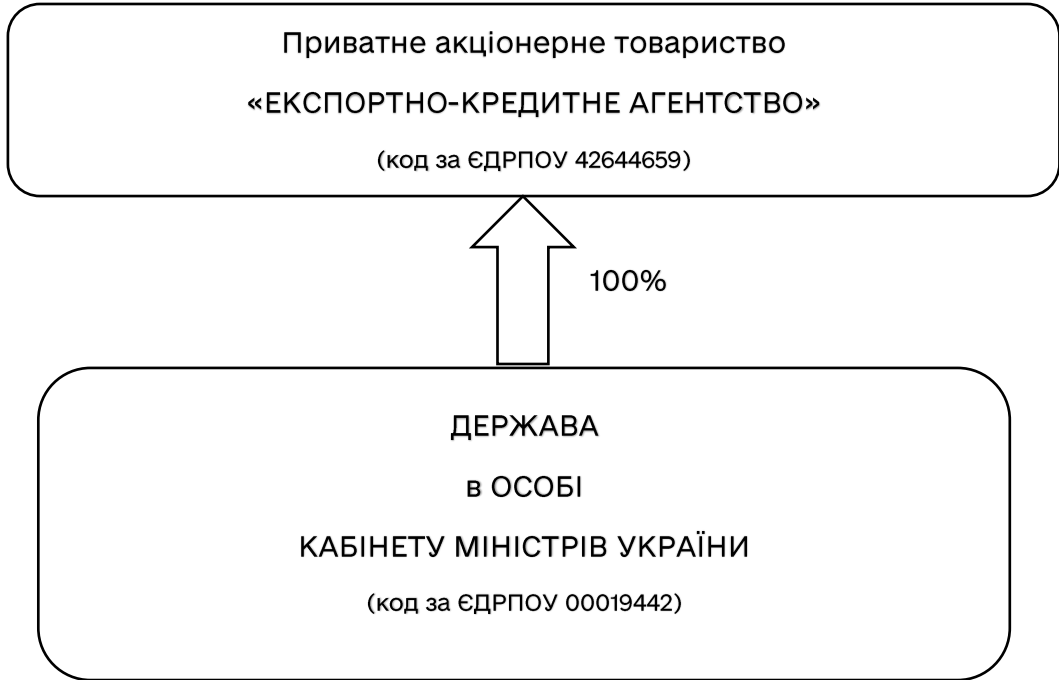 Приватне акціонерне товариство
«ЕКСПОРТНО-КРЕДИТНЕ АГЕНТСТВО»
(код за ЄДРПОУ 42644659)
100%
ДЕРЖАВА
в ОСОБІ
КАБІНЕТУ МІНІСТРІВ УКРАЇНИ
(код за ЄДРПОУ 00019442)